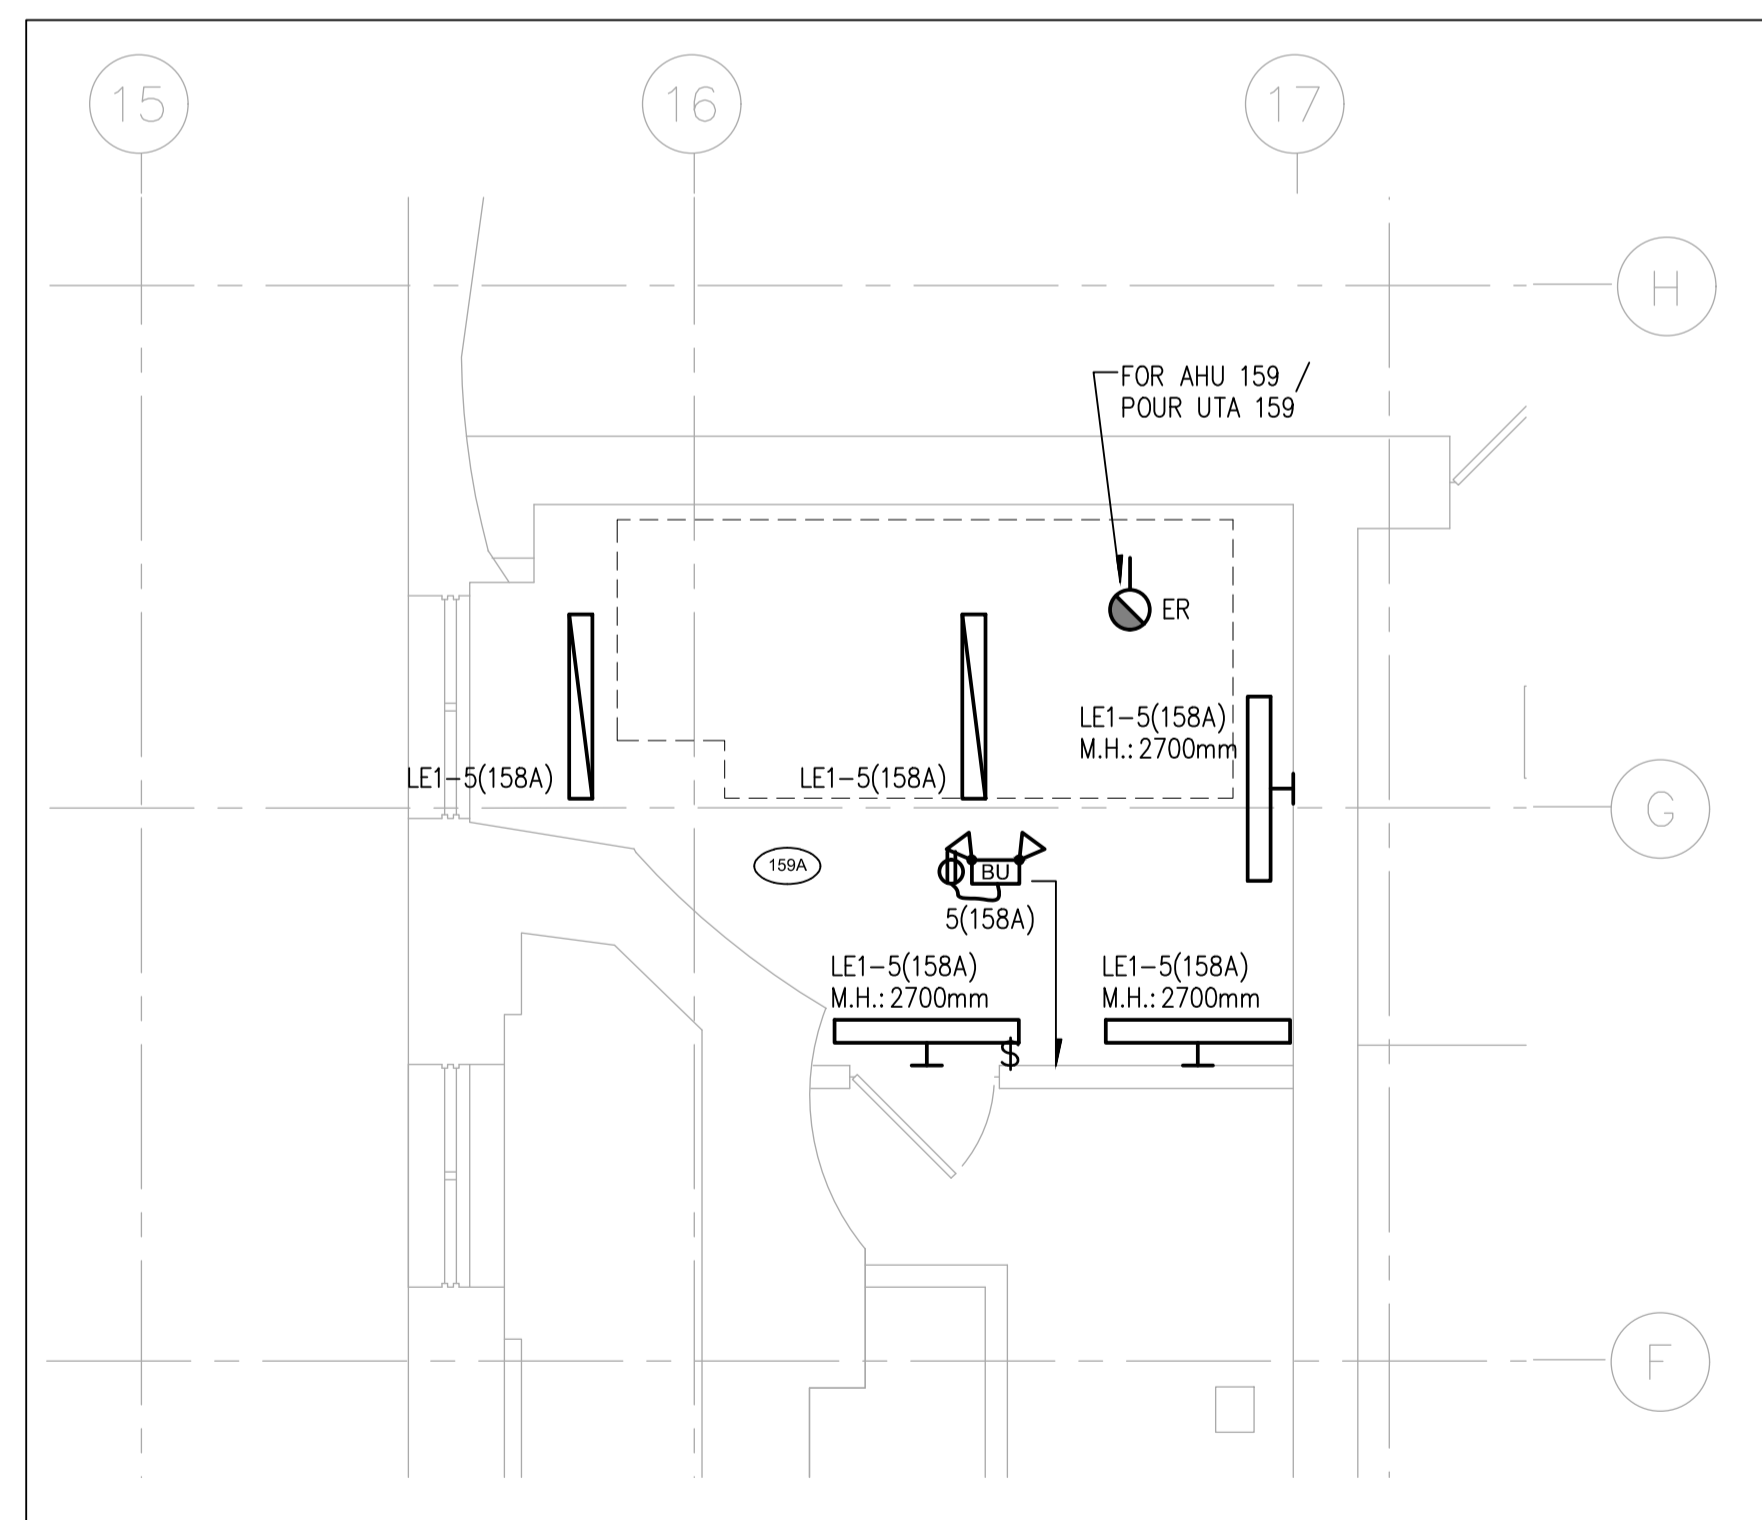 15
16
17
H
FOR AHU 159 /
POUR UTA 159
ER
LE1-5(158A)
M.H.: 2700mm
LE1-5(158A)
LE1-5(158A)
G
159A
BU
5(158A)
LE1-5(158A)
M.H.: 2700mm
LE1-5(158A)
M.H.: 2700mm
$
F